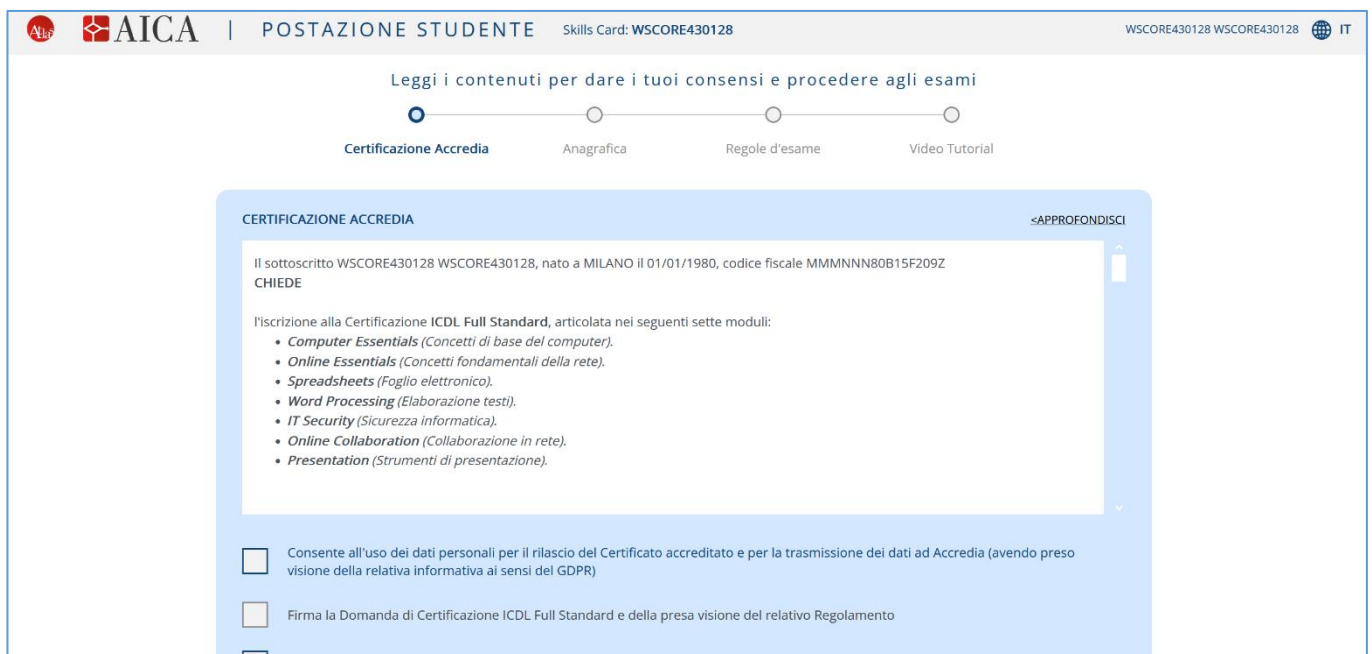 Atlas AICA | POSTAZIONE STUDENTE Skills Card: WSCORE430128 WSCORE430128 WSCORE430128 IT
Leggi i contenuti per dare i tuoi consensi e procedere agli esami
Certificazione Accredia Anagrafica Regole d'esame Video Tutorial
CERTIFICAZIONE ACCREDIA <APPROFONDISCI
Il sottoscritto WSCORE430128 WSCORE430128, nato a MILANO il 01/01/1980, codice fiscale MMMNNN80B15F209Z
CHIEDE
l'iscrizione alla Certificazione ICDL Full Standard, articolata nei seguenti sette moduli:
• Computer Essentials (Concetti di base del computer).
• Online Essentials (Concetti fondamentali della rete).
• Spreadsheets (Foglio elettronico).
• Word Processing (Elaborazione testi).
• IT Security (Sicurezza informatica).
• Online Collaboration (Collaborazione in rete).
• Presentation (Strumenti di presentazione).
Consente all'uso dei dati personali per il rilascio del Certificato accreditato e per la trasmissione dei dati ad Accredia (avendo preso
visione della relativa informativa ai sensi del GDPR)
Firma la Domanda di Certificazione ICDL Full Standard e della presa visione del relativo Regolamento